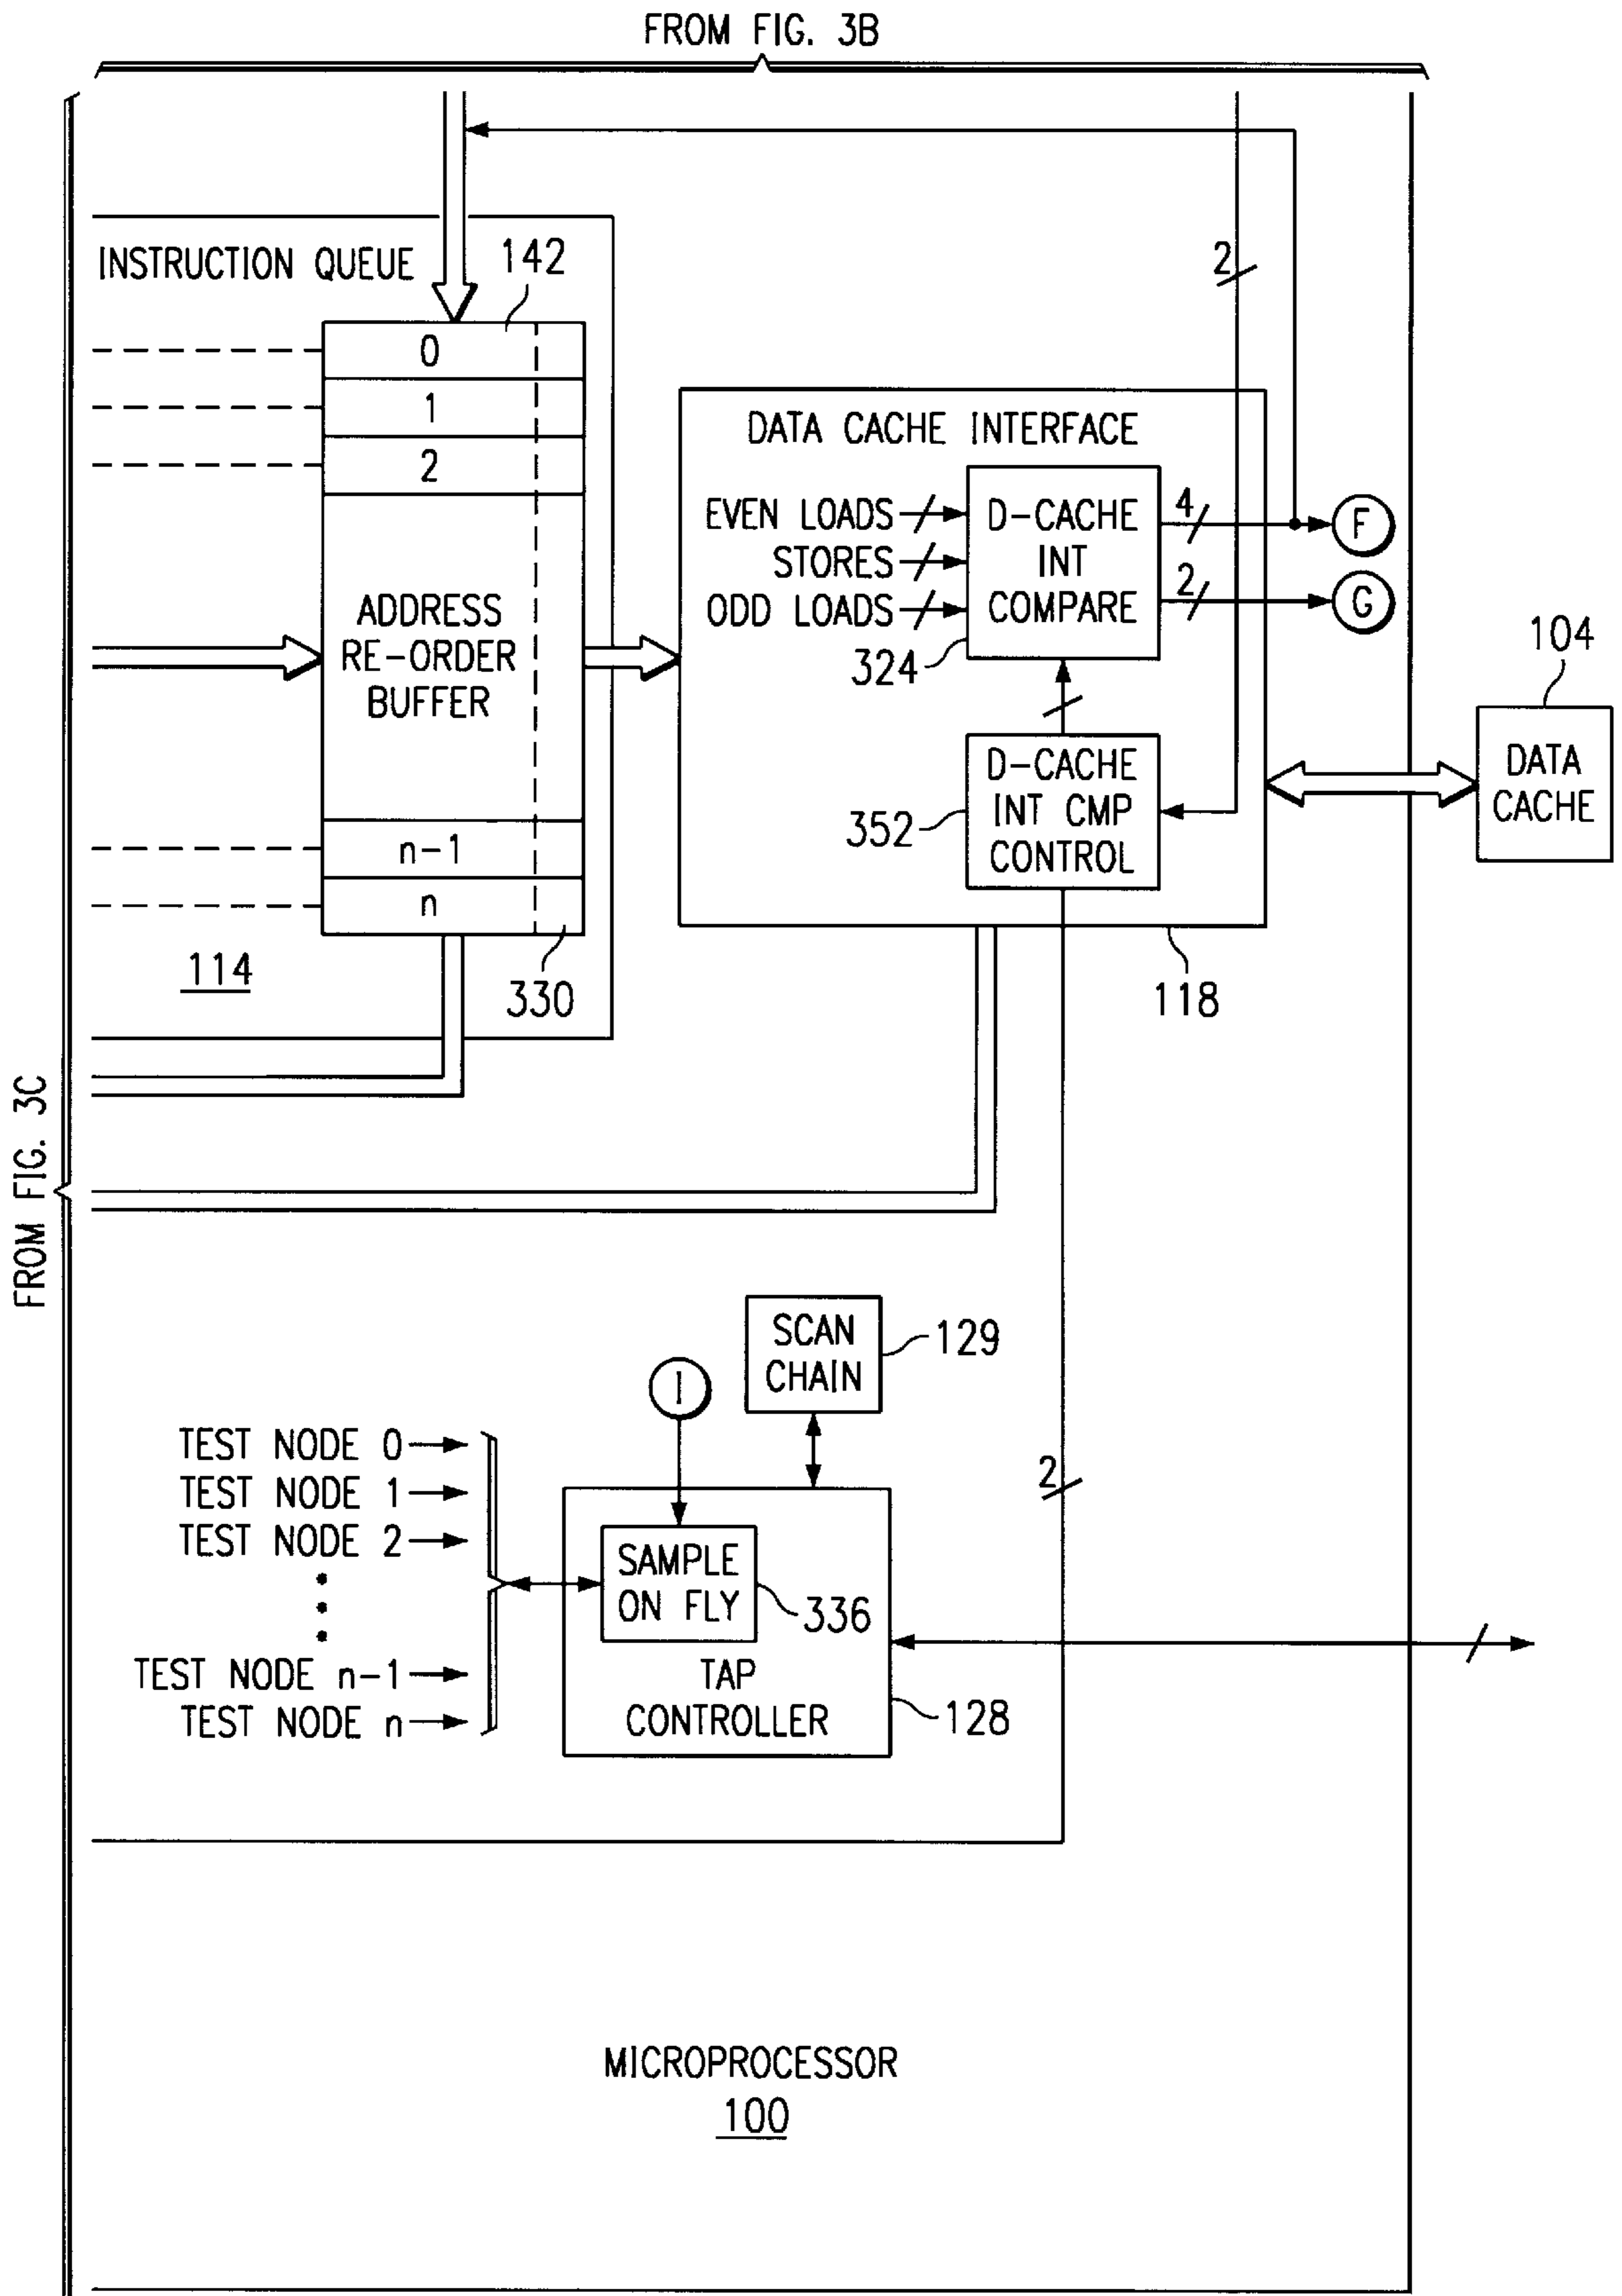 FROM FIG. 3B
INSTRUCTION QUEUE
142
0
1
2
ADDRESS
RE-ORDER
BUFFER
n-1
n
114
330
2
DATA CACHE INTERFACE
EVEN LOADS
STORES
ODD LOADS
D-CACHE
INT
COMPARE
324
4
F
2
G
D-CACHE
INT CMP
CONTROL
352
118
104
DATA
CACHE
FROM FIG. 3C
SCAN
CHAIN
129
I
TEST NODE 0
TEST NODE 1
TEST NODE 2
TEST NODE n-1
TEST NODE n
SAMPLE
ON FLY
336
TAP
CONTROLLER
128
2
MICROPROCESSOR
100